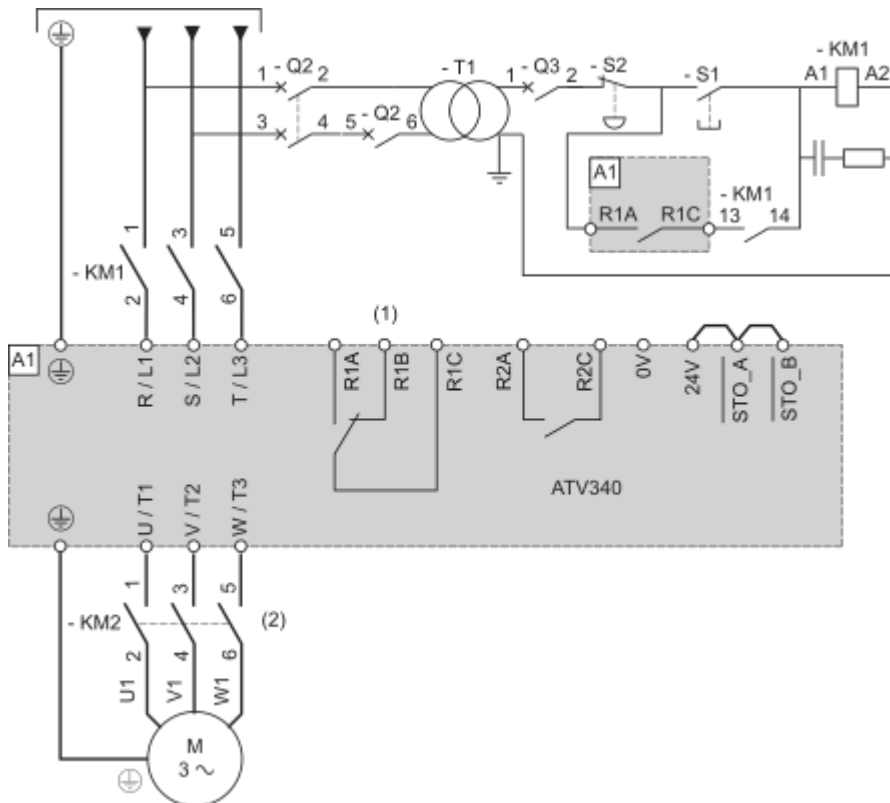 - KM1
1 - Q2 2 - T1 1 - Q3 2 - S2 - S1 A1 A2
3 4 5 - Q2 6
A1
R1A R1C
- KM1
13 14
1 3 5
- KM1
2 4 6
(1)
A1
R / L1 S / L2 T / L3 R1A R1B R1C R2A R2C 0V 24V STO_A STO_B
ATV340
U / T1 V / T2 W / T3
1 3 5
- KM2 (2)
2 4 6
U1 V1 W1
M
3 ~